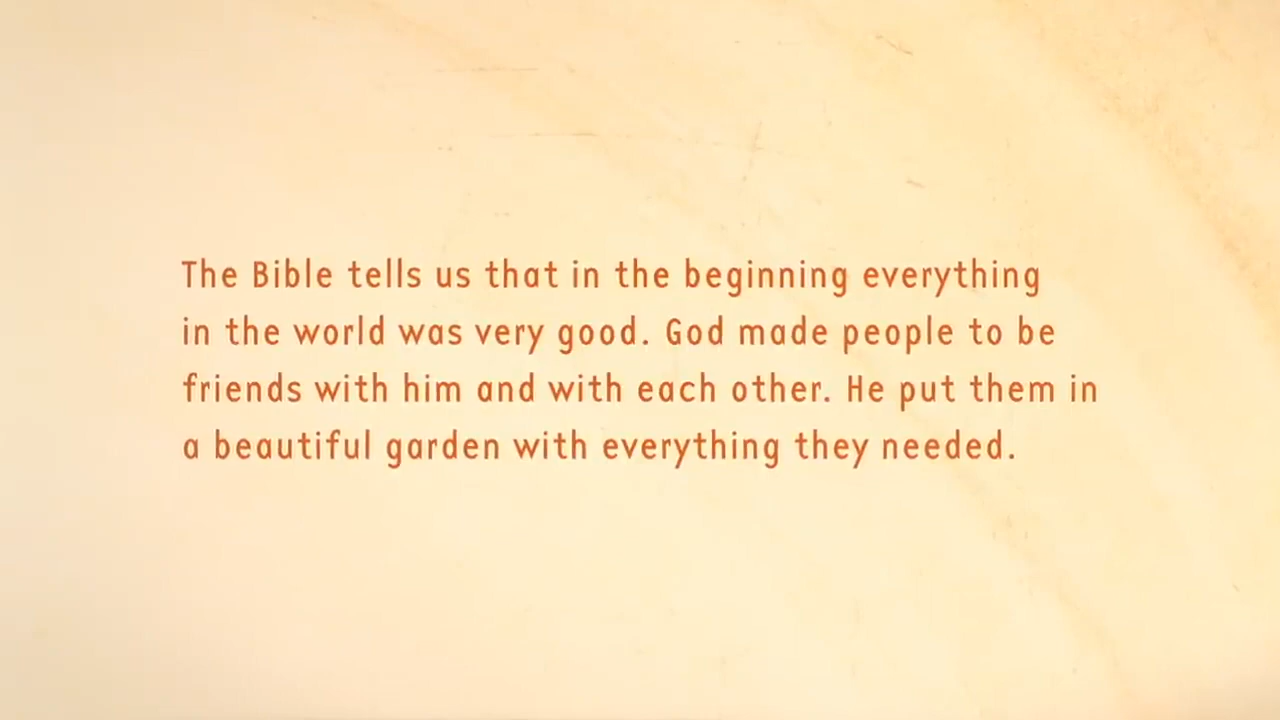 The Bible tells us that in the beginning everything
in the world was very good. God made people to be
friends with him and with each other. He put them in
a beautiful garden with everything they needed.